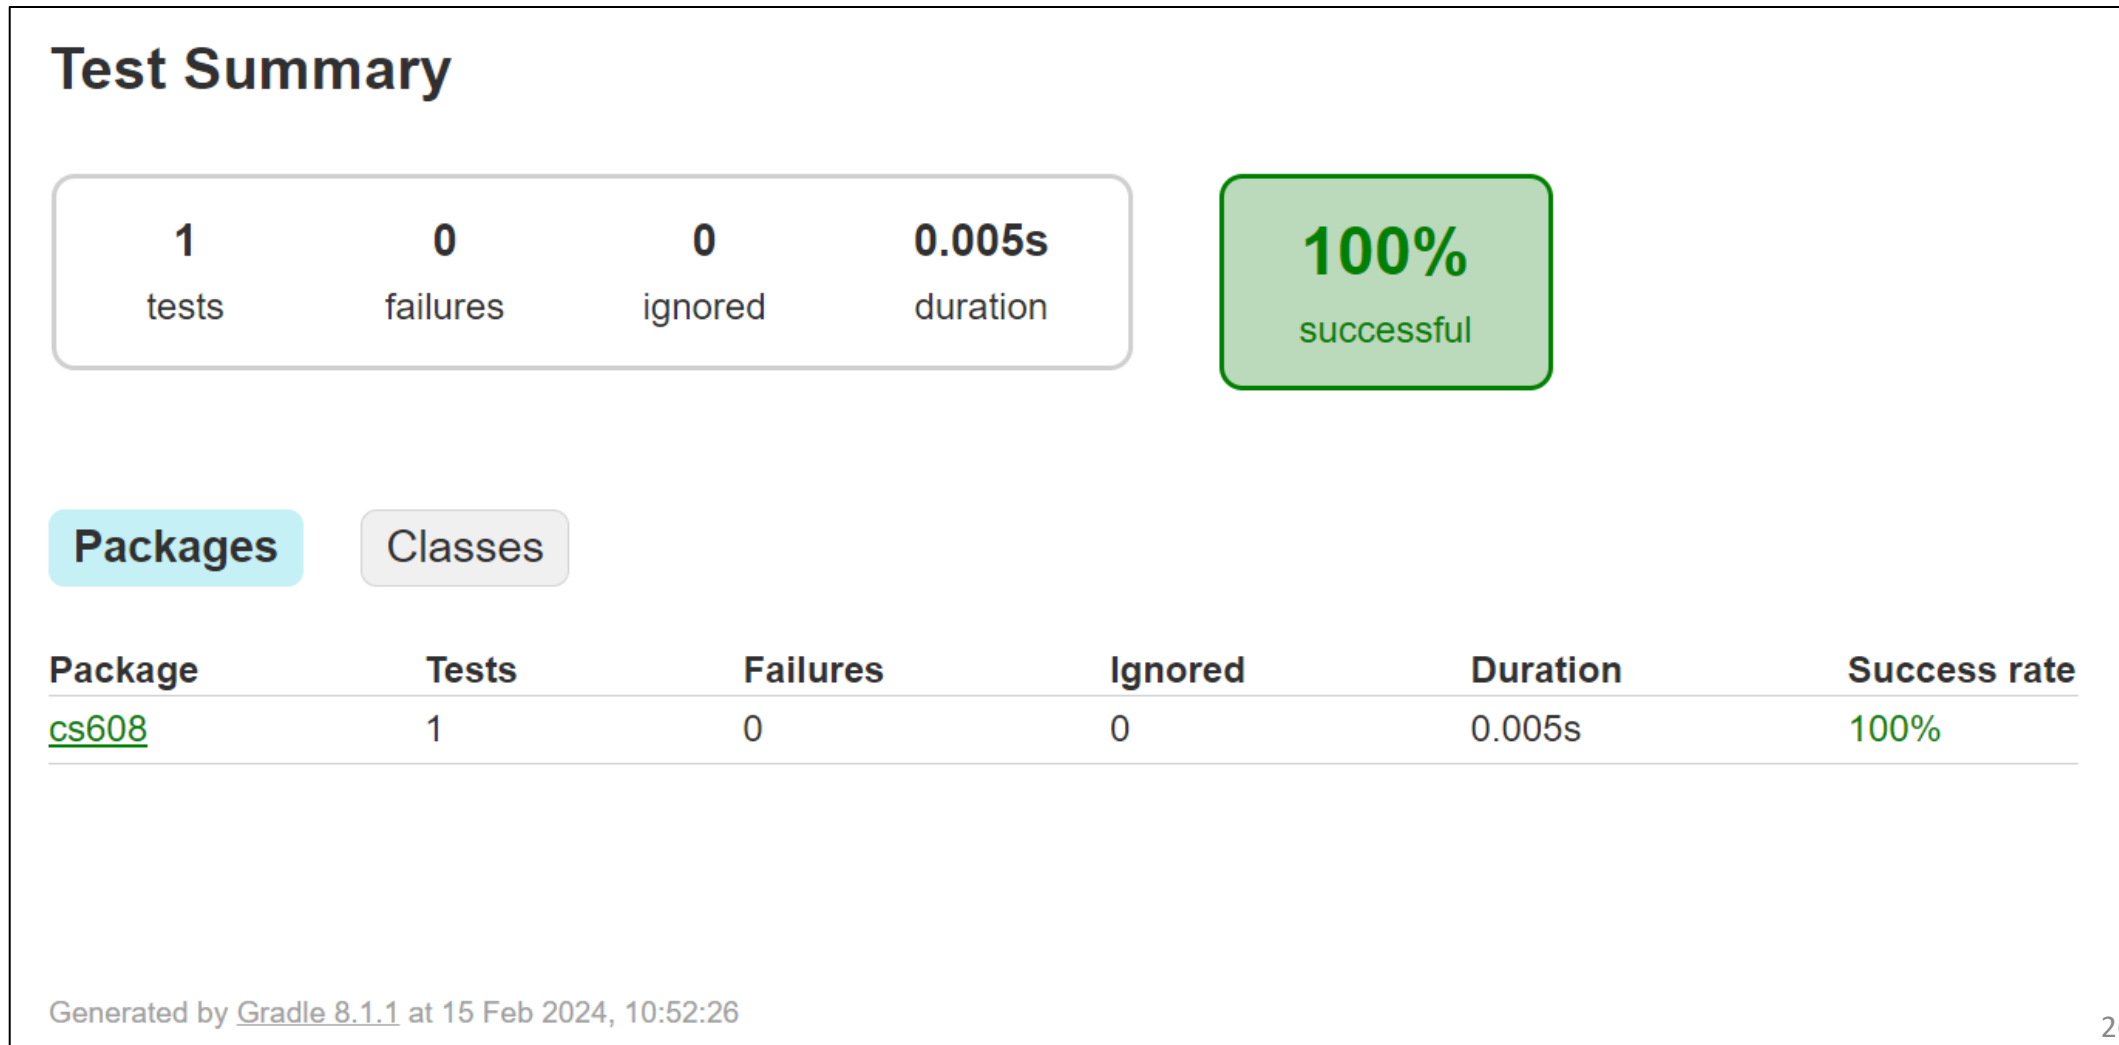 Test Summary
1 0 0 0.005s
tests failures ignored duration
100%
successful
Packages Classes
Package Tests Failures Ignored Duration Success rate
cs608 1 0 0 0.005s 100%
Generated by Gradle 8.1.1 at 15 Feb 2024, 10:52:26